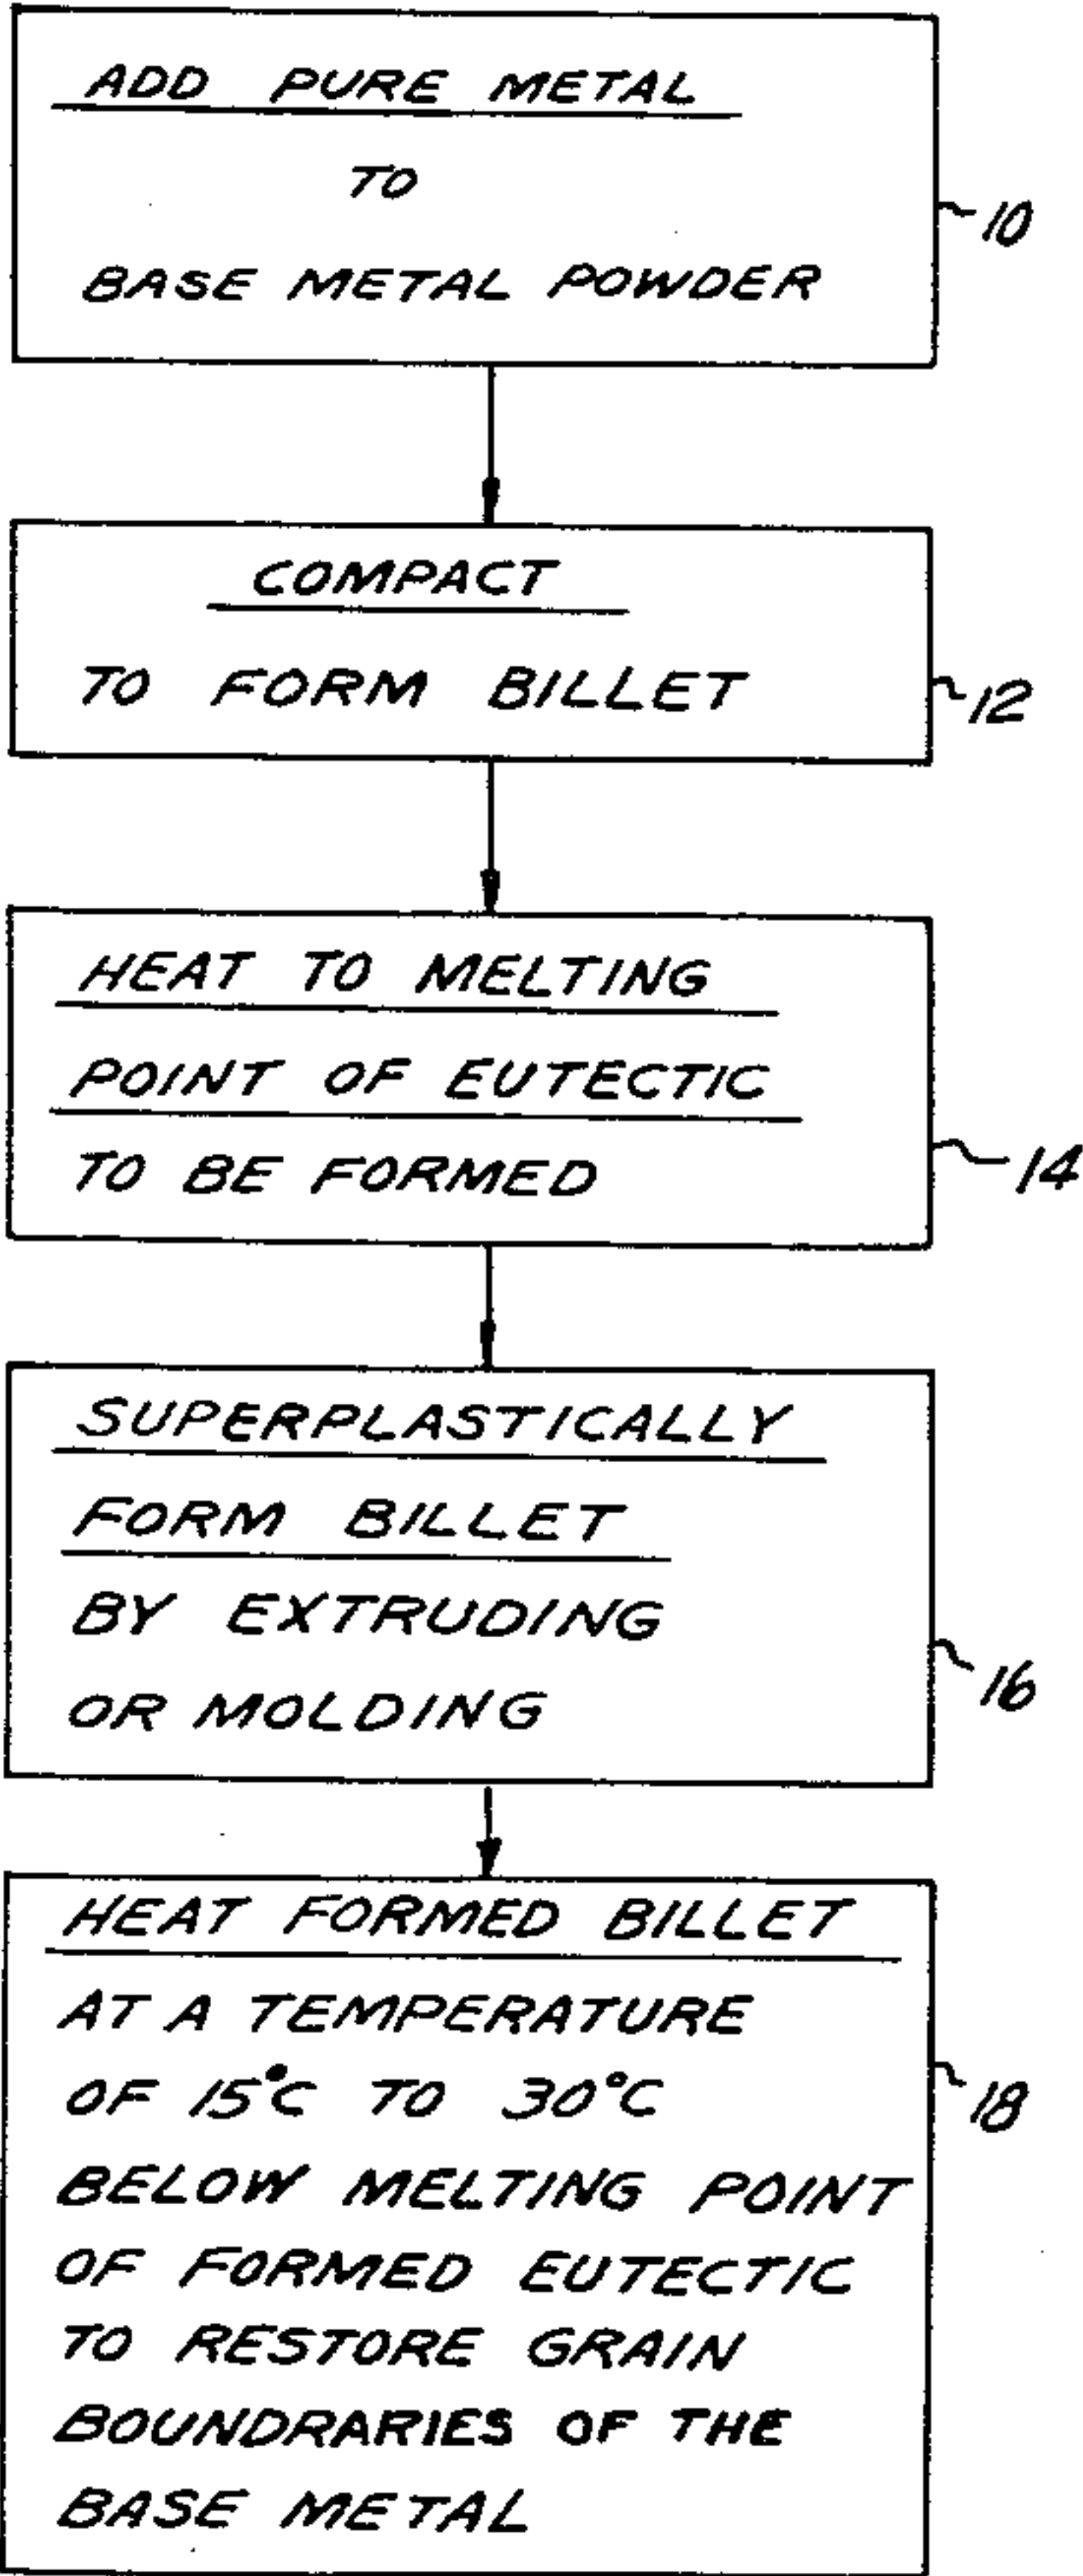 ADD PURE METAL
TO
BASE METAL POWDER
10
COMPACT
TO FORM BILLET
12
HEAT TO MELTING
POINT OF EUTECTIC
TO BE FORMED
14
SUPERPLASTICALLY
FORM BILLET
BY EXTRUDING
OR MOLDING
16
HEAT FORMED BILLET
AT A TEMPERATURE
OF 15°C TO 30°C
BELOW MELTING POINT
OF FORMED EUTECTIC
TO RESTORE GRAIN
BOUNDRARIES OF THE
BASE METAL
18